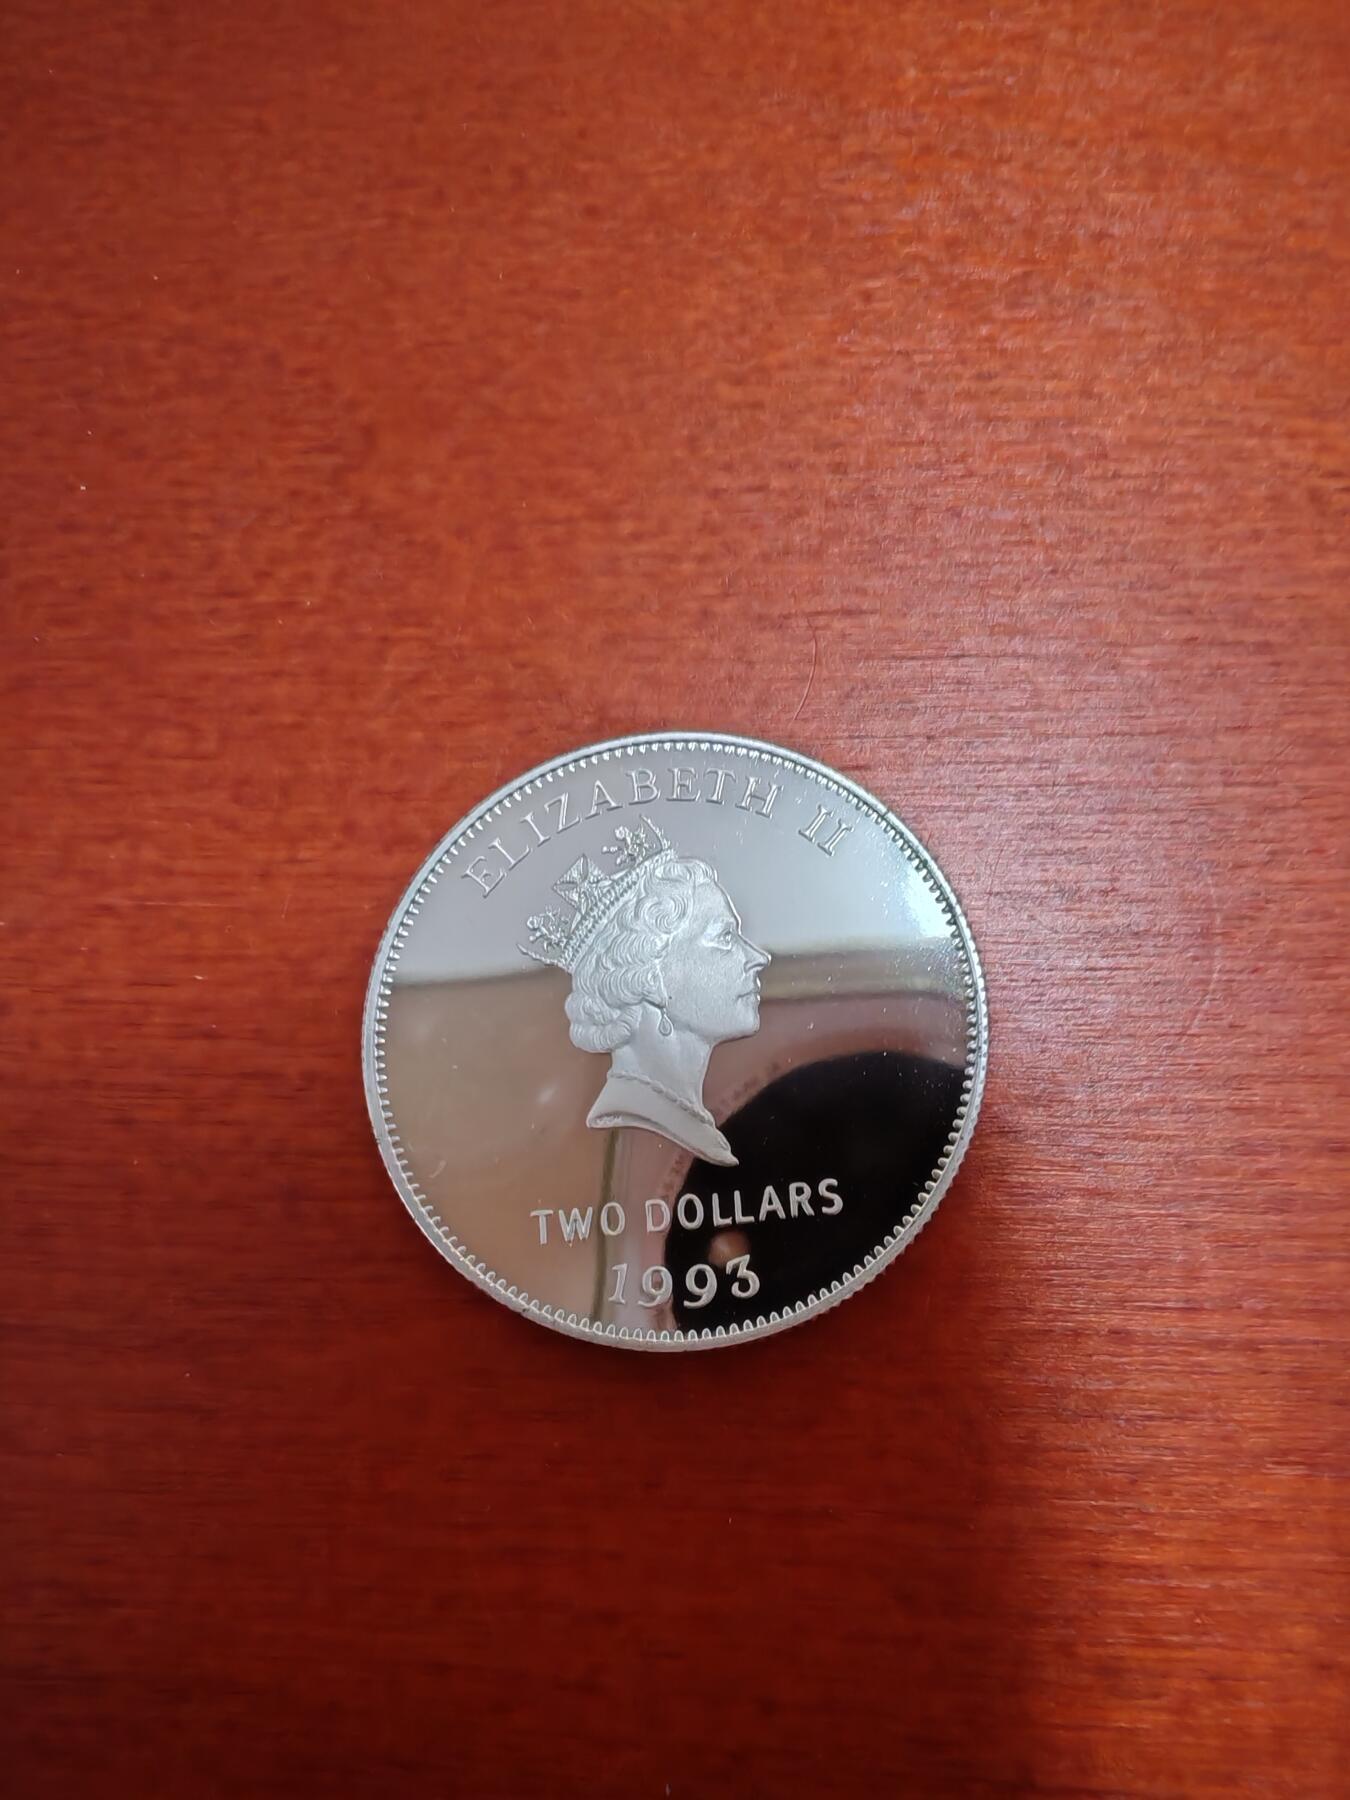 ELIZABETH II
TWO DOLLARS
1993